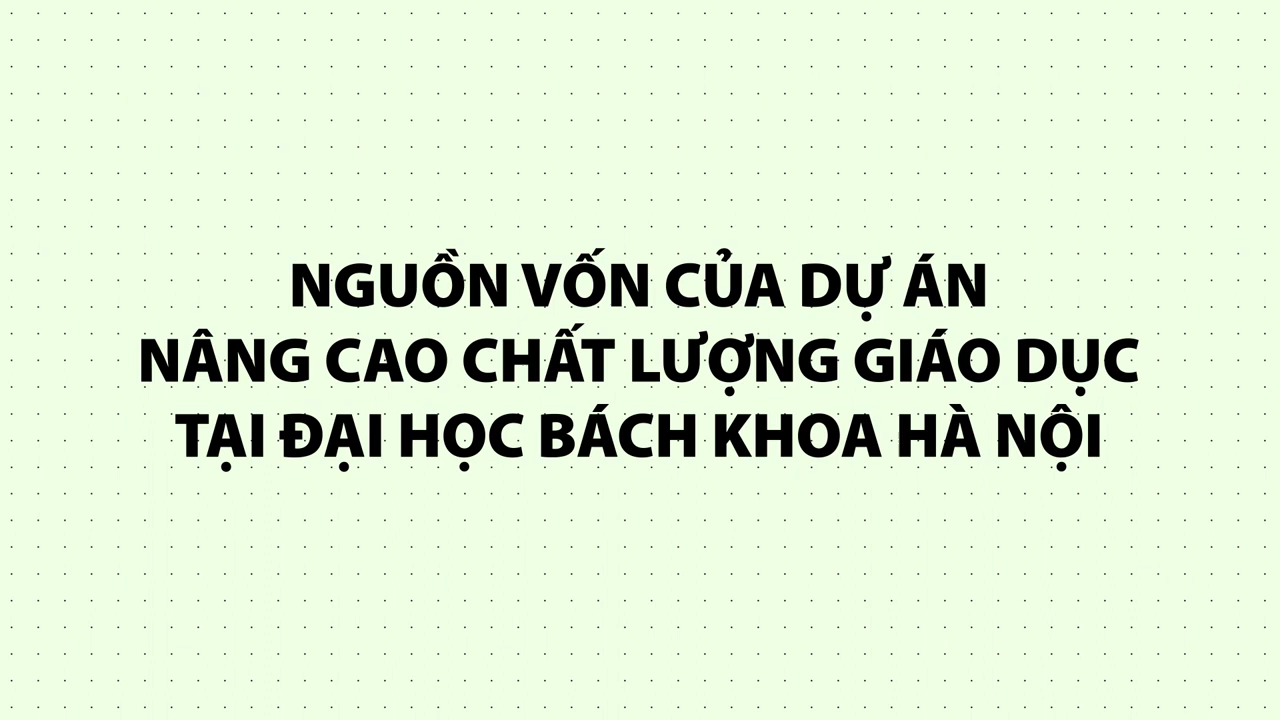 NGUỒN VỐN CỦA DỰ ÁN
NÂNG CAO CHẤT LƯỢNG GIÁO DỤC
TẠI ĐẠI HỌC BÁCH KHOA HÀ NỘI